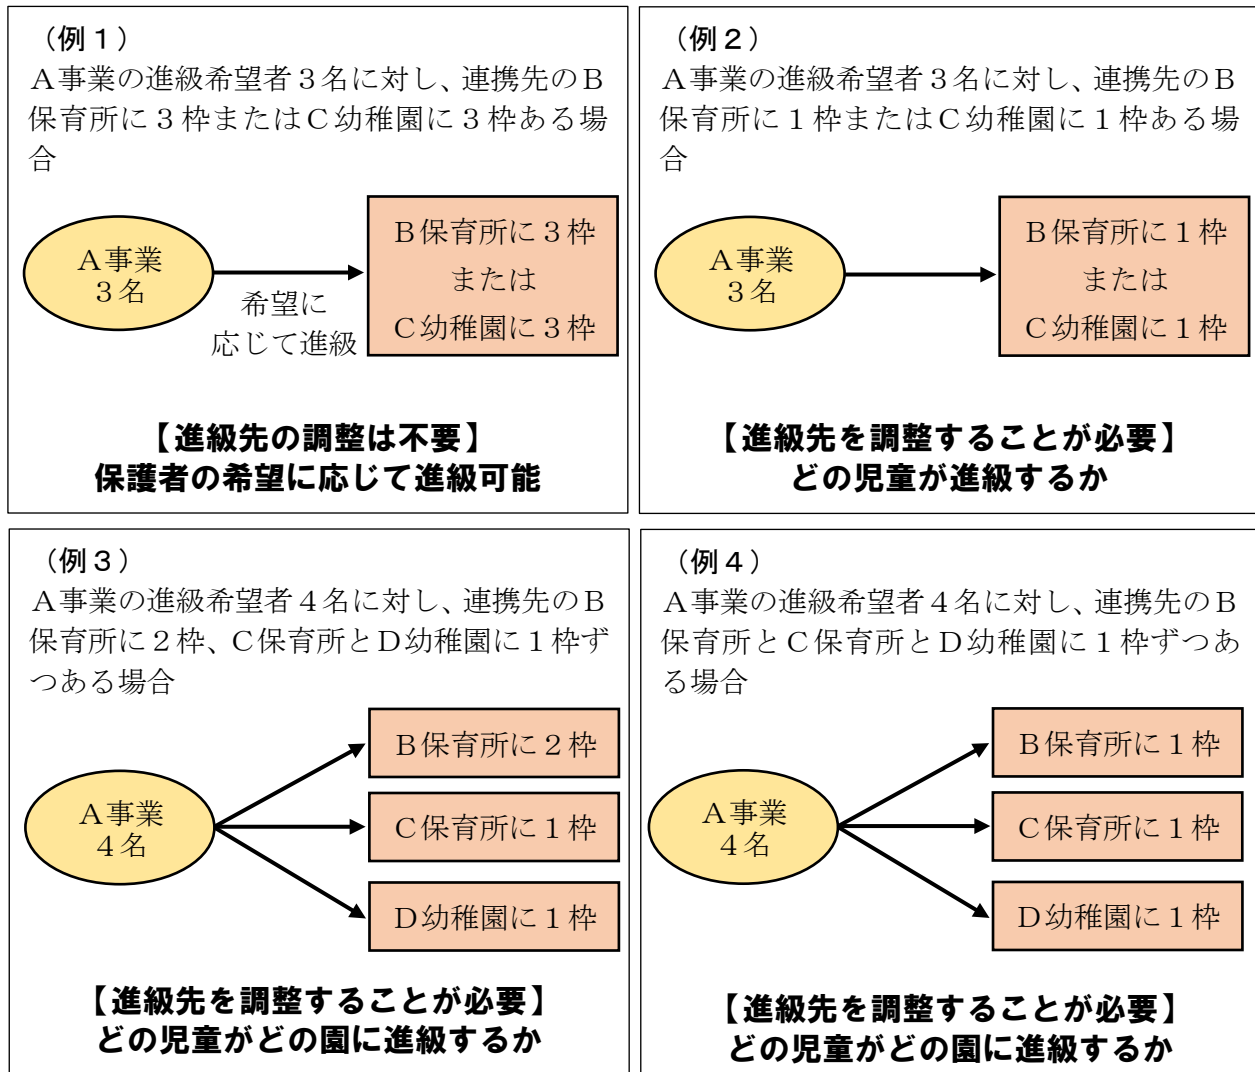 （例１）
Ａ事業の進級希望者３名に対し、連携先のＢ
保育所に３枠またはＣ幼稚園に３枠ある場
合
Ａ事業
３名
希望に
応じて進級
Ｂ保育所に３枠
または
Ｃ幼稚園に３枠
【進級先の調整は不要】
保護者の希望に応じて進級可能
（例２）
Ａ事業の進級希望者３名に対し、連携先のＢ
保育所に１枠またはＣ幼稚園に１枠ある場
合
Ａ事業
３名
Ｂ保育所に１枠
または
Ｃ幼稚園に１枠
【進級先を調整することが必要】
どの児童が進級するか
（例３）
Ａ事業の進級希望者４名に対し、連携先のＢ
保育所に２枠、Ｃ保育所とＤ幼稚園に１枠ず
つある場合
Ａ事業
４名
Ｂ保育所に２枠
Ｃ保育所に１枠
Ｄ幼稚園に１枠
【進級先を調整することが必要】
どの児童がどの園に進級するか
（例４）
Ａ事業の進級希望者４名に対し、連携先のＢ
保育所とＣ保育所とＤ幼稚園に１枠ずつあ
る場合
Ａ事業
４名
Ｂ保育所に１枠
Ｃ保育所に１枠
Ｄ幼稚園に１枠
【進級先を調整することが必要】
どの児童がどの園に進級するか